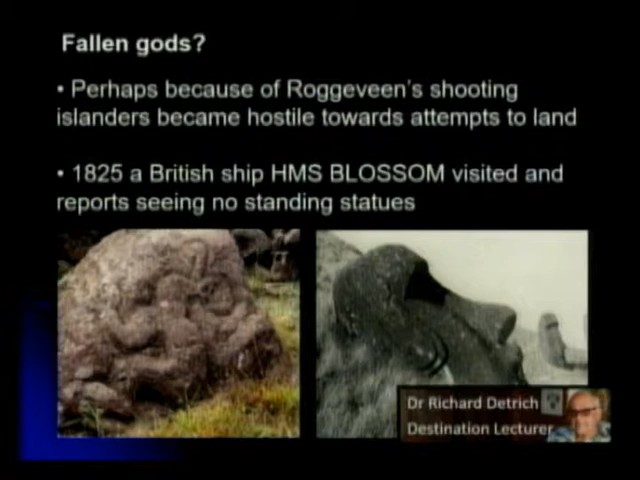 Fallen gods?
• Perhaps because of Roggeveen's shooting
islanders became hostile towards attempts to land
• 1825 a British ship HMS BLOSSOM visited and
reports seeing no standing statues
Dr Richard Detrich
Destination Lecturer